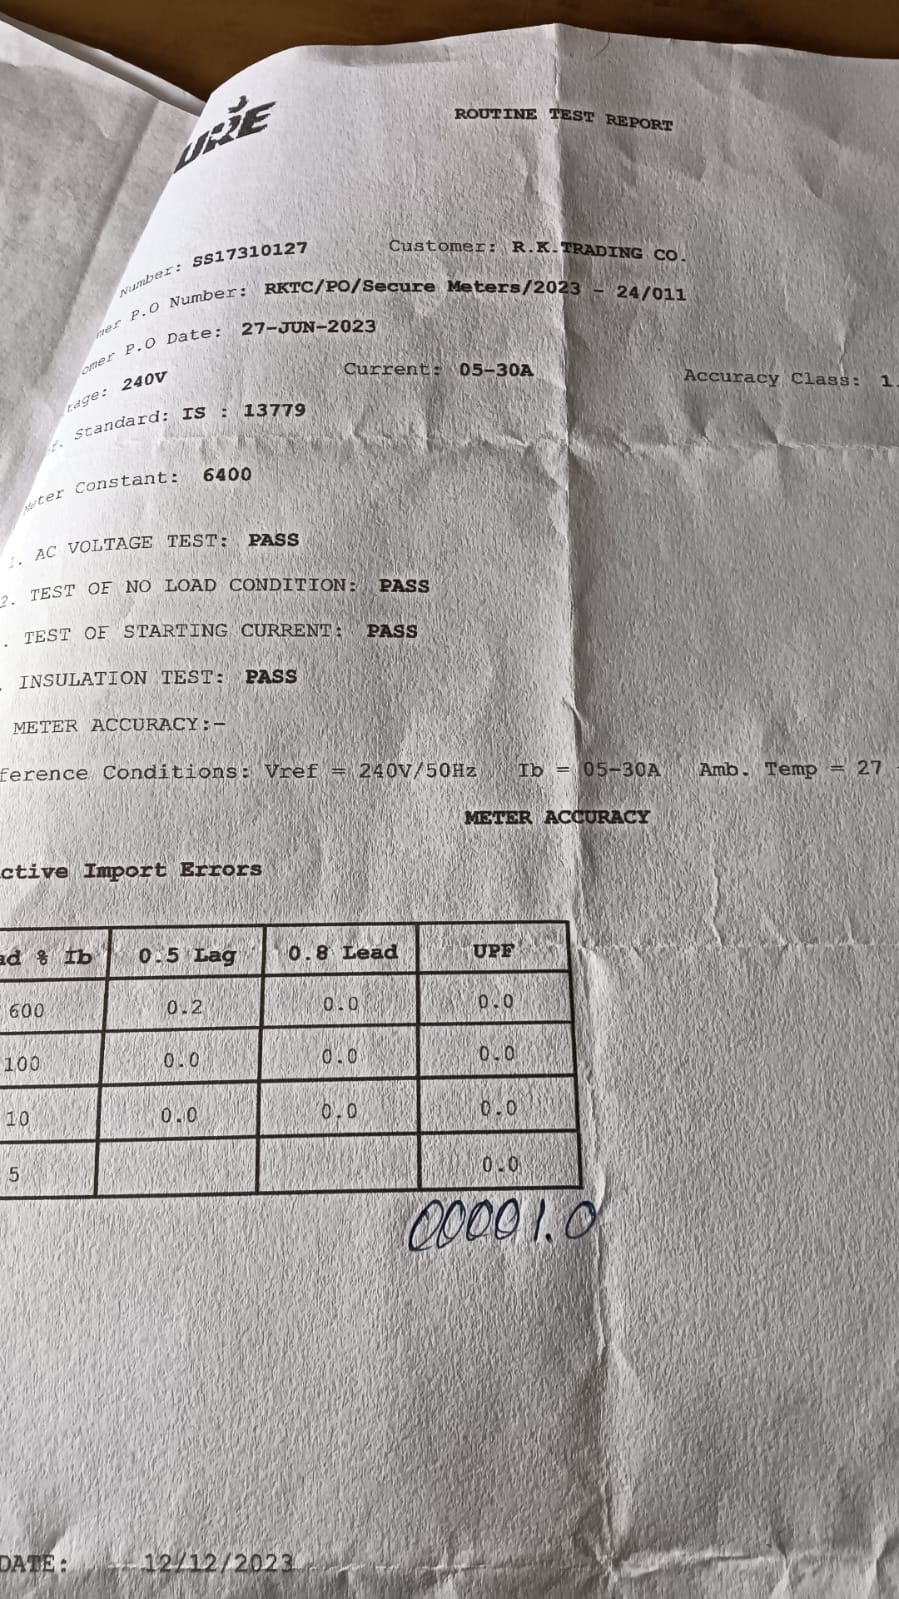 URE
ROUTINE TEST REPORT
Number: SS17310127 Customer: R.K.TRADING CO.
mer P.O Number: RKTC/PO/Secure Meters/2023 - 24/011
omer P.O Date: 27-JUN-2023
tage: 240V Current: 05-30A Accuracy Class: 1.
f. Standard: IS : 13779
Meter Constant: 6400
1. AC VOLTAGE TEST: PASS
2. TEST OF NO LOAD CONDITION: PASS
. TEST OF STARTING CURRENT: PASS
. INSULATION TEST: PASS
METER ACCURACY:-
ference Conditions: Vref = 240V/50Hz Ib = 05-30A Amb. Temp = 27
METER ACCURACY
ctive Import Errors
ad % Ib 0.5 Lag 0.8 Lead UPF
600 0.2 0.0 0.0
100 0.0 0.0 0.0
10 0.0 0.0 0.0
5 0.0
00001.0
DATE: 12/12/2023